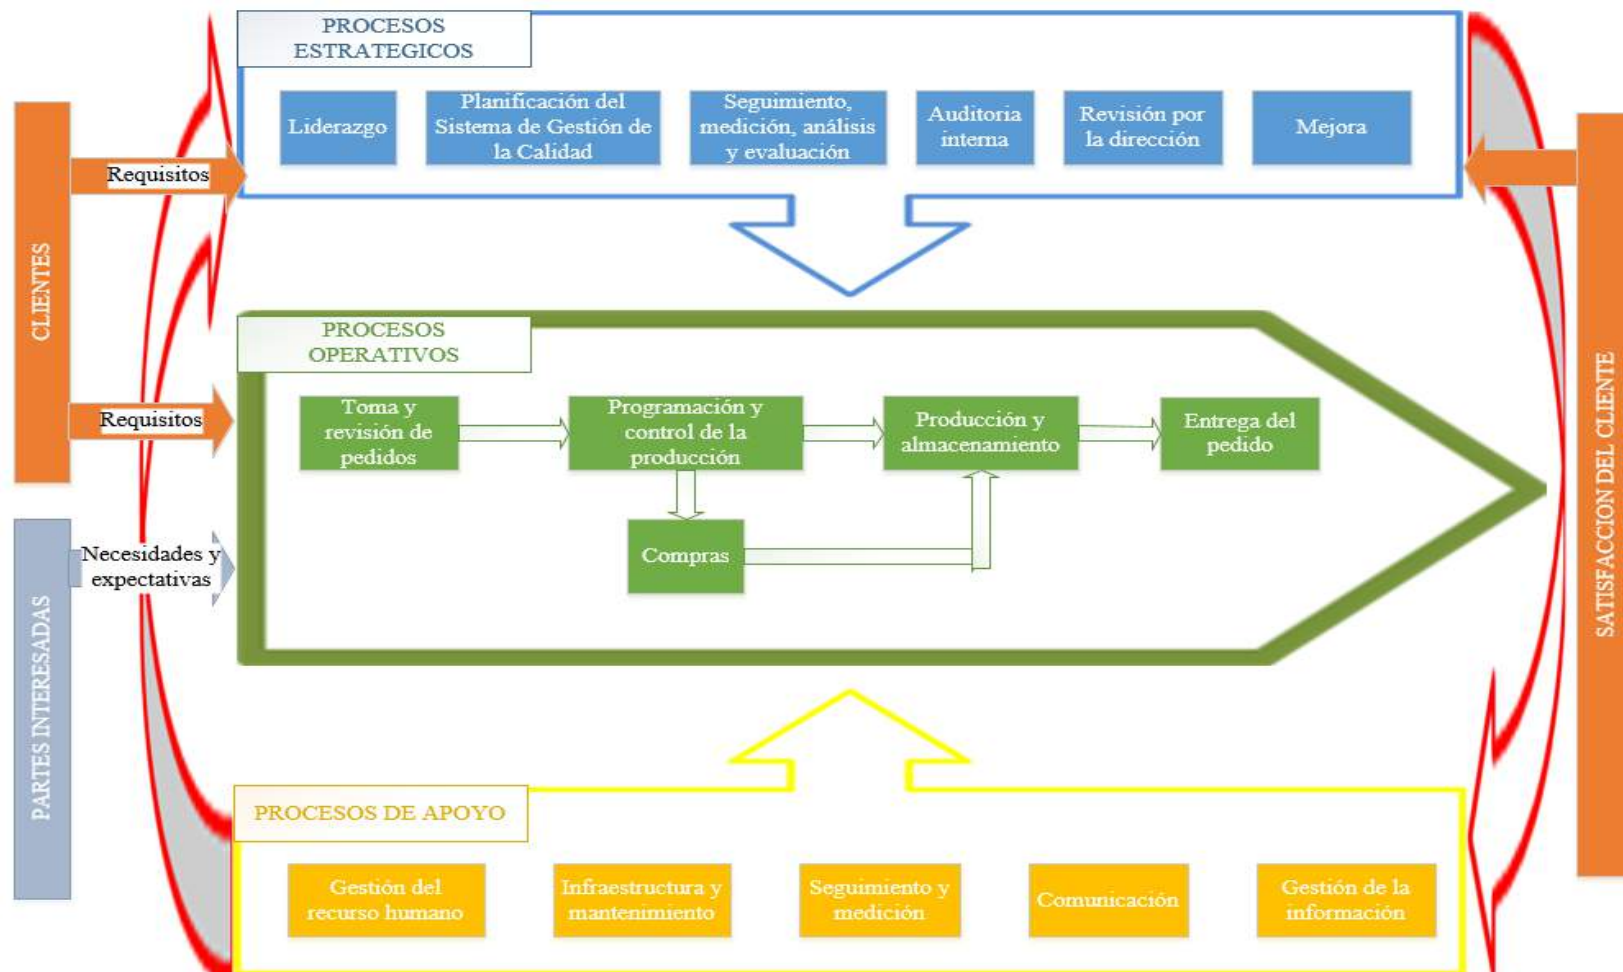 PROCESOS
ESTRATEGICOS
Liderazgo
Planificación del
Sistema de Gestión de
la Calidad
Seguimiento,
medición, análisis
y evaluación
Auditoria
interna
Revisión por
la dirección
Mejora
CLIENTES
Requisitos
Requisitos
PARTES INTERESADAS
Necesidades y
expectativas
PROCESOS
OPERATIVOS
Toma y
revisión de
pedidos
Programación y
control de la
producción
Producción y
almacenamiento
Entrega del
pedido
Compras
SATISFACCION DEL CLIENTE
PROCESOS DE APOYO
Gestión del
recurso humano
Infraestructura y
mantenimiento
Seguimiento y
medición
Comunicación
Gestión de la
información